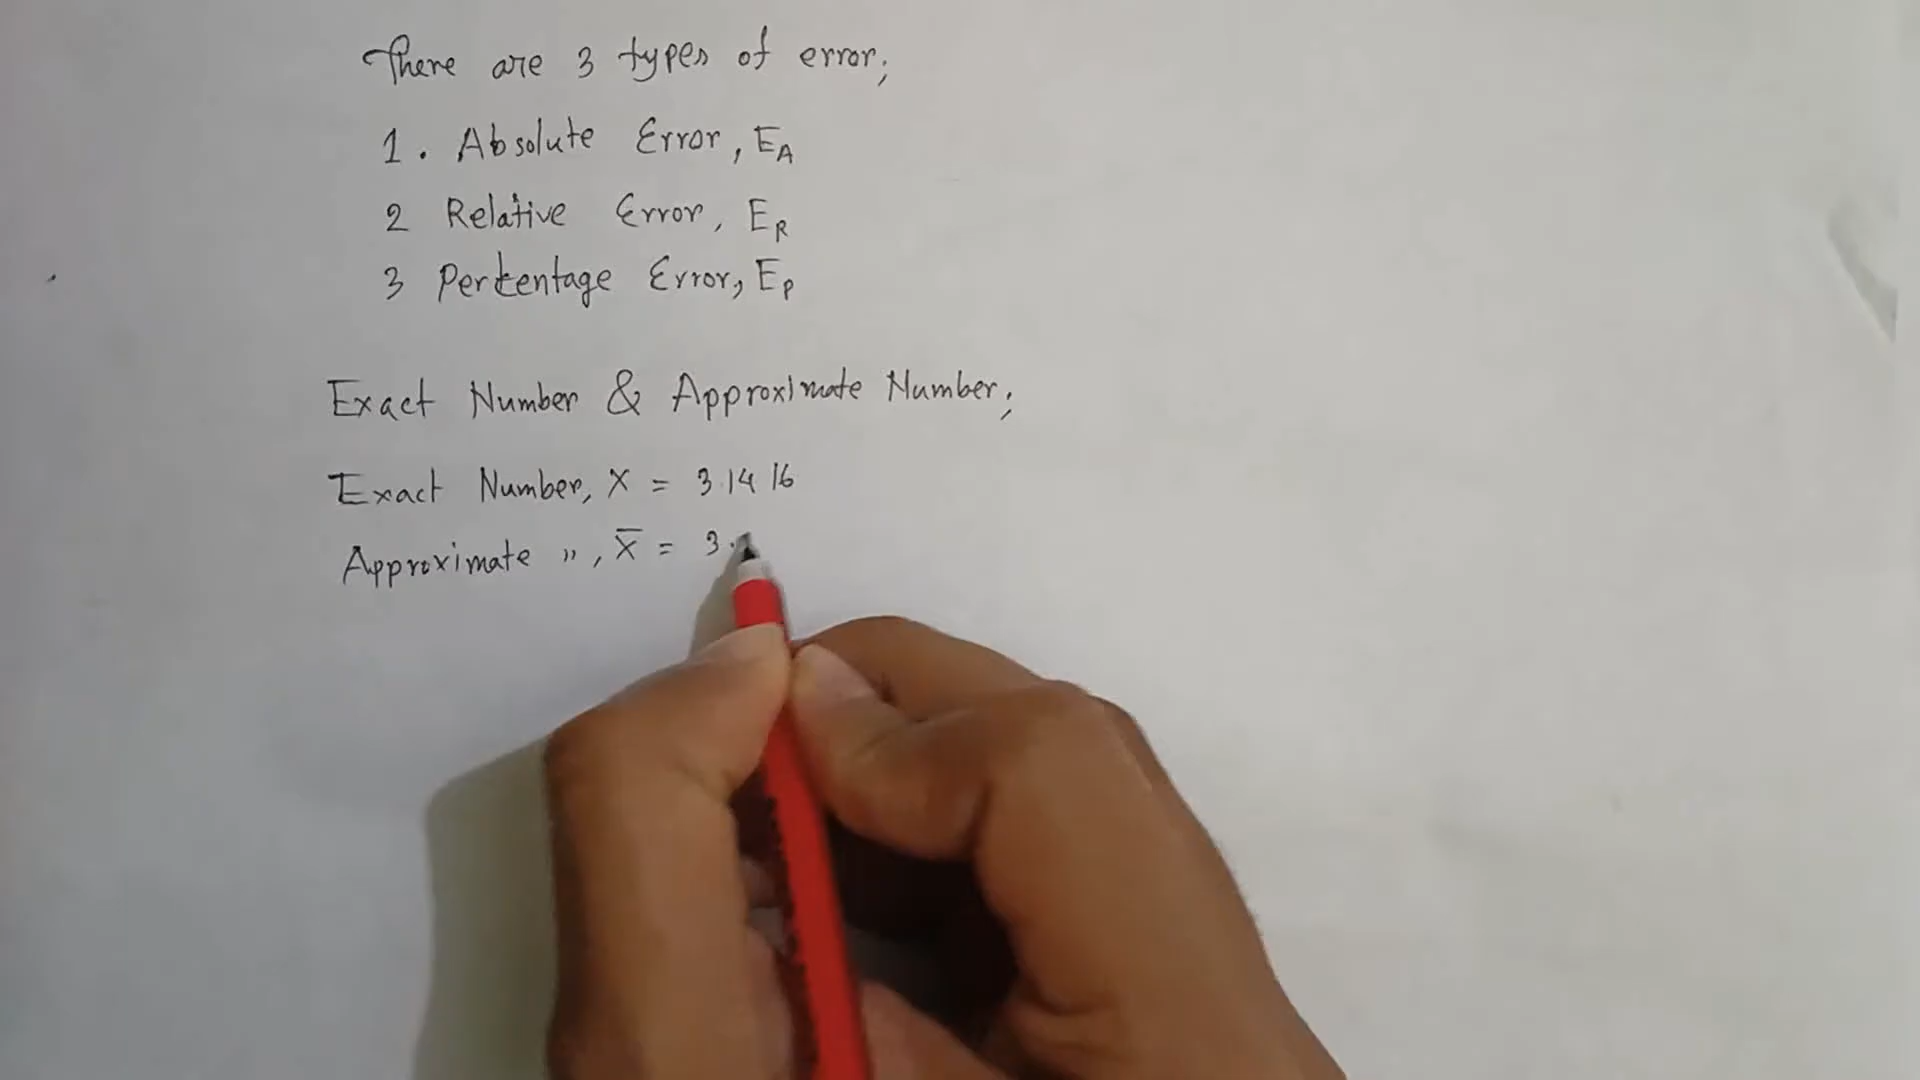 There are 3 types of error;
1. Absolute Error, EA
2 Relative Error, ER
3 Percentage Error, EP
Exact Number & Approximate Number;
Exact Number, X = 3.1416
Approximate ", X̅ = 3.